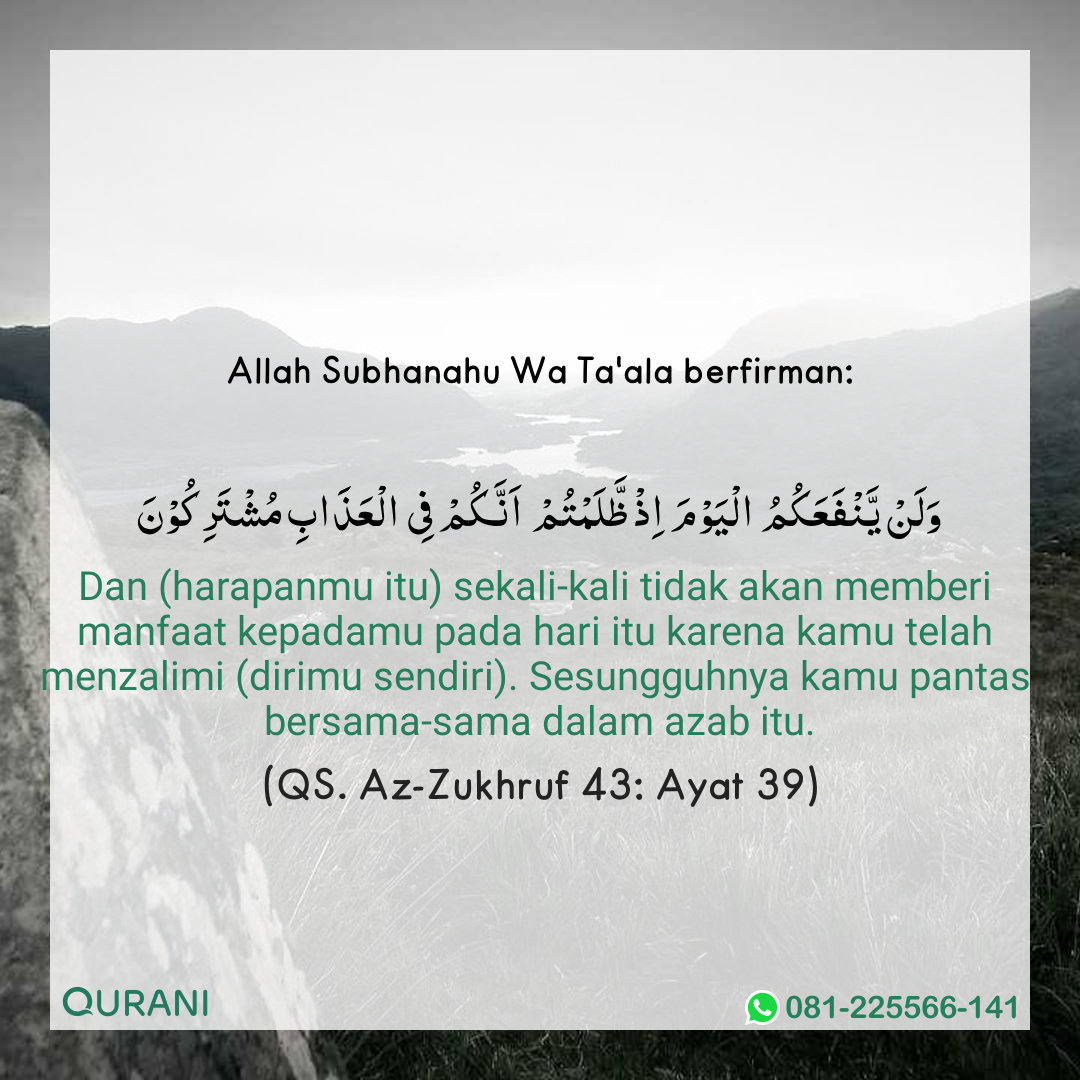 Allah Subhanahu Wa Ta'ala berfirman:
وَلَنْ يَّنْفَعَكُمُ الْيَوْمَ اِذْ ظَّلَمْتُمْ اَنَّكُمْ فِى الْعَذَابِ مُشْتَرِكُوْنَ
Dan (harapanmu itu) sekali-kali tidak akan memberi
manfaat kepadamu pada hari itu karena kamu telah
menzalimi (dirimu sendiri). Sesungguhnya kamu pantas
bersama-sama dalam azab itu.
(QS. Az-Zukhruf 43: Ayat 39)
QURANI
081-225566-141